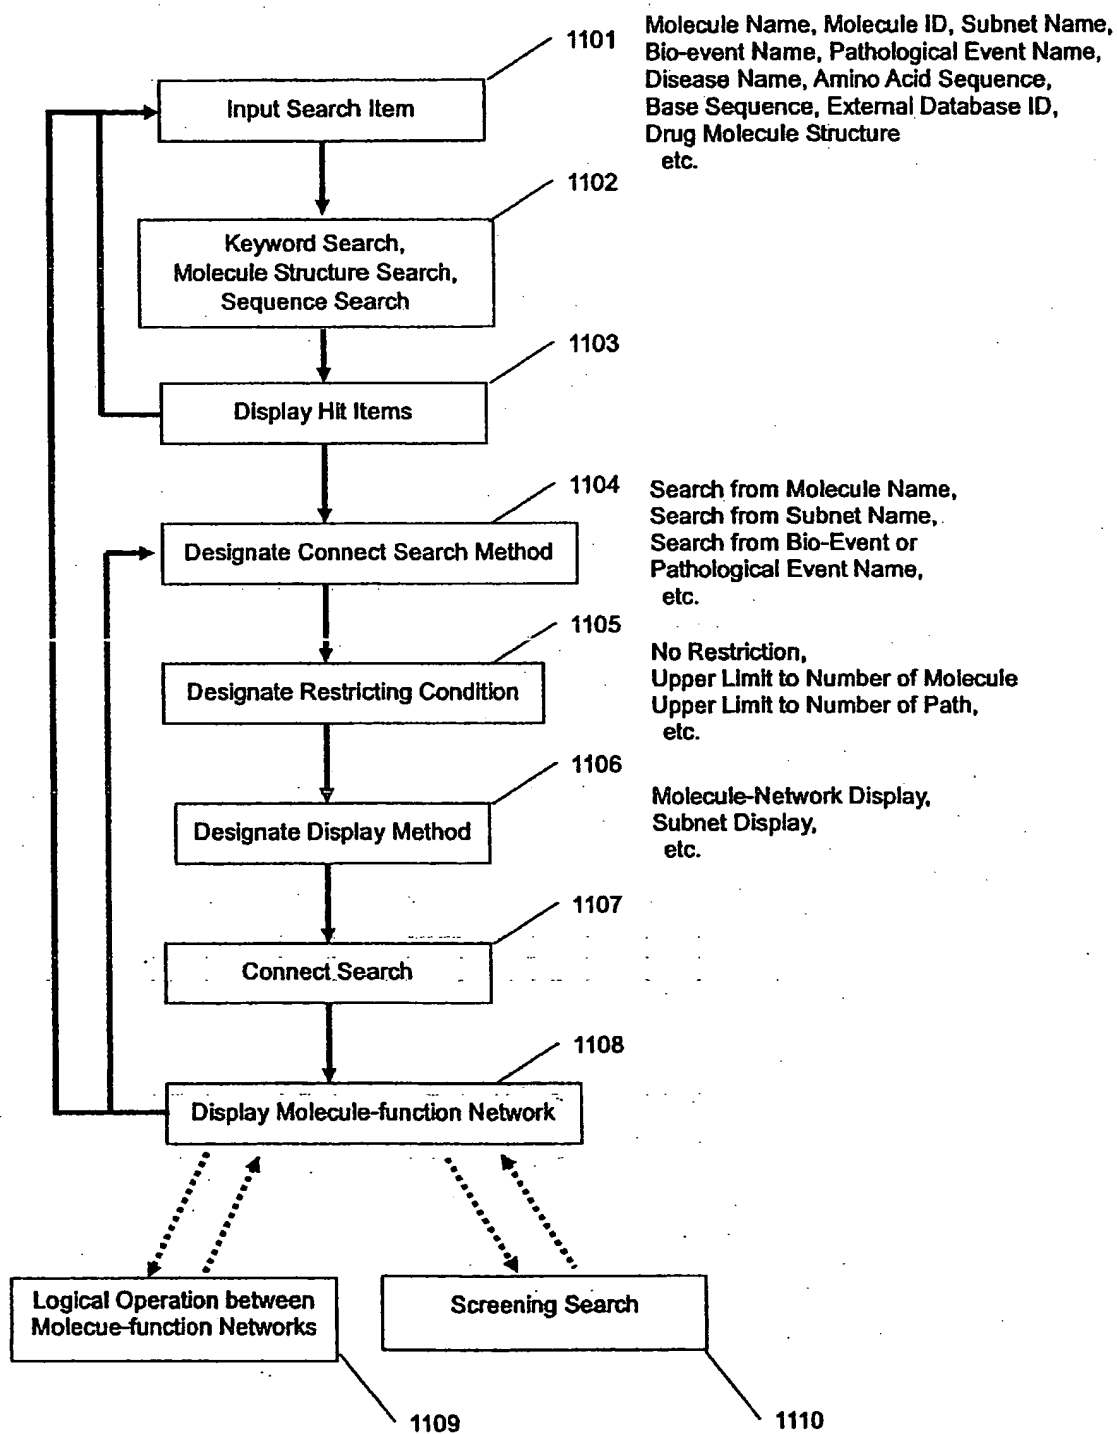 1101
Molecule Name, Molecule ID, Subnet Name,
Bio-event Name, Pathological Event Name,
Disease Name, Amino Acid Sequence,
Base Sequence, External Database ID,
Drug Molecule Structure
etc.
Input Search Item
1102
Keyword Search,
Molecule Structure Search,
Sequence Search
1103
Display Hit Items
1104
Search from Molecule Name,
Search from Subnet Name,
Search from Bio-Event or
Pathological Event Name,
etc.
Designate Connect Search Method
1105
No Restriction,
Upper Limit to Number of Molecule
Upper Limit to Number of Path,
etc.
Designate Restricting Condition
1106
Molecule-Network Display,
Subnet Display,
etc.
Designate Display Method
1107
Connect Search
1108
Display Molecule-function Network
Logical Operation between
Molecue-function Networks
Screening Search
1109
1110